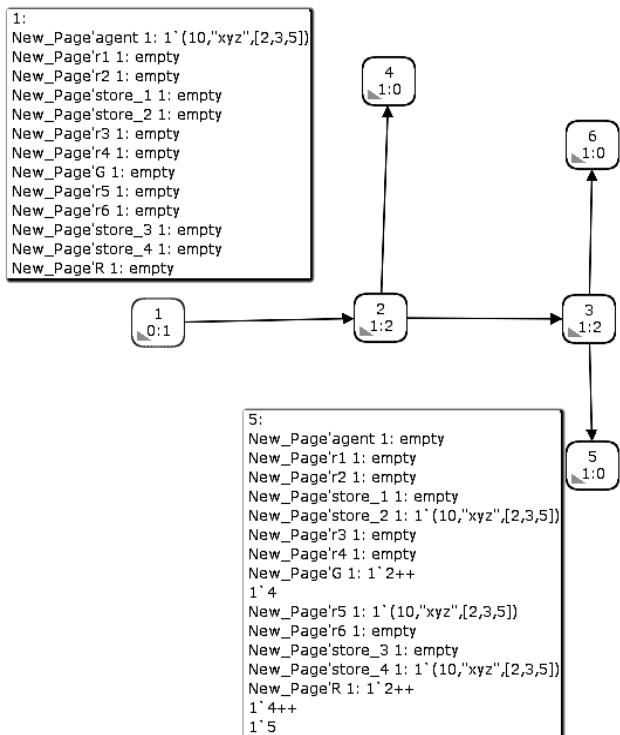 1:
New_Page'agent 1: 1`(10,"xyz",[2,3,5])
New_Page'r1 1: empty
New_Page'r2 1: empty
New_Page'store_1 1: empty
New_Page'store_2 1: empty
New_Page'r3 1: empty
New_Page'r4 1: empty
New_Page'G 1: empty
New_Page'r5 1: empty
New_Page'r6 1: empty
New_Page'store_3 1: empty
New_Page'store_4 1: empty
New_Page'R 1: empty
4
1:0
6
1:0
1
0:1
2
1:2
3
1:2
5
1:0
5:
New_Page'agent 1: empty
New_Page'r1 1: empty
New_Page'r2 1: empty
New_Page'store_1 1: empty
New_Page'store_2 1: 1`(10,"xyz",[2,3,5])
New_Page'r3 1: empty
New_Page'r4 1: empty
New_Page'G 1: 1`2++
1`4
New_Page'r5 1: 1`(10,"xyz",[2,3,5])
New_Page'r6 1: empty
New_Page'store_3 1: empty
New_Page'store_4 1: 1`(10,"xyz",[2,3,5])
New_Page'R 1: 1`2++
1`4++
1`5